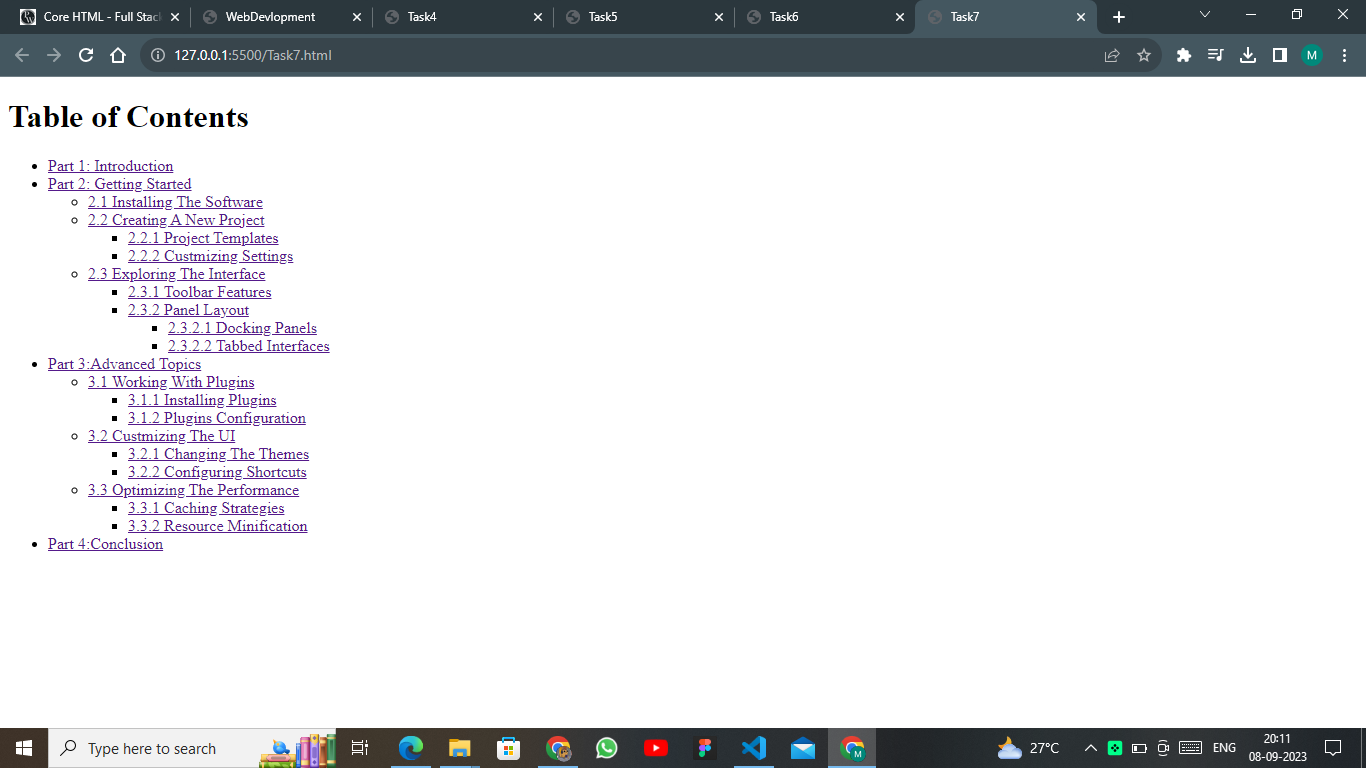 Core HTML - Full Stac
WebDevlopment
Task4
Task5
Task6
Task7
127.0.0.1:5500/Task7.html
M
Table of Contents
Part 1: Introduction
Part 2: Getting Started
2.1 Installing The Software
2.2 Creating A New Project
2.2.1 Project Templates
2.2.2 Custmizing Settings
2.3 Exploring The Interface
2.3.1 Toolbar Features
2.3.2 Panel Layout
2.3.2.1 Docking Panels
2.3.2.2 Tabbed Interfaces
Part 3:Advanced Topics
3.1 Working With Plugins
3.1.1 Installing Plugins
3.1.2 Plugins Configuration
3.2 Custmizing The UI
3.2.1 Changing The Themes
3.2.2 Configuring Shortcuts
3.3 Optimizing The Performance
3.3.1 Caching Strategies
3.3.2 Resource Minification
Part 4:Conclusion
Type here to search
M
27°C
ENG
20:11
08-09-2023